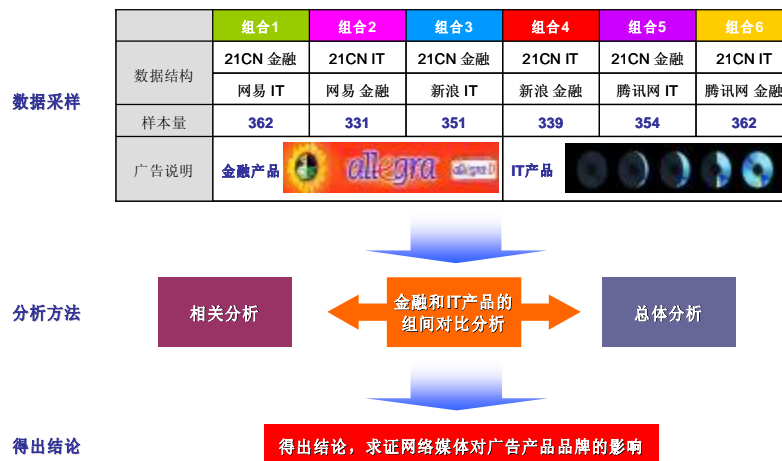 组合1 组合2 组合3 组合4 组合5 组合6
数据采样
数据结构
21CN 金融 21CN IT 21CN 金融 21CN IT 21CN 金融 21CN IT
网易 IT 网易 金融 新浪 IT 新浪 金融 腾讯网 IT 腾讯网 金融
样本量 362 331 351 339 354 362
广告说明 金融产品 allegra allegra D IT产品
分析方法
相关分析
金融和IT产品的
组间对比分析
总体分析
得出结论
得出结论，求证网络媒体对广告产品品牌的影响